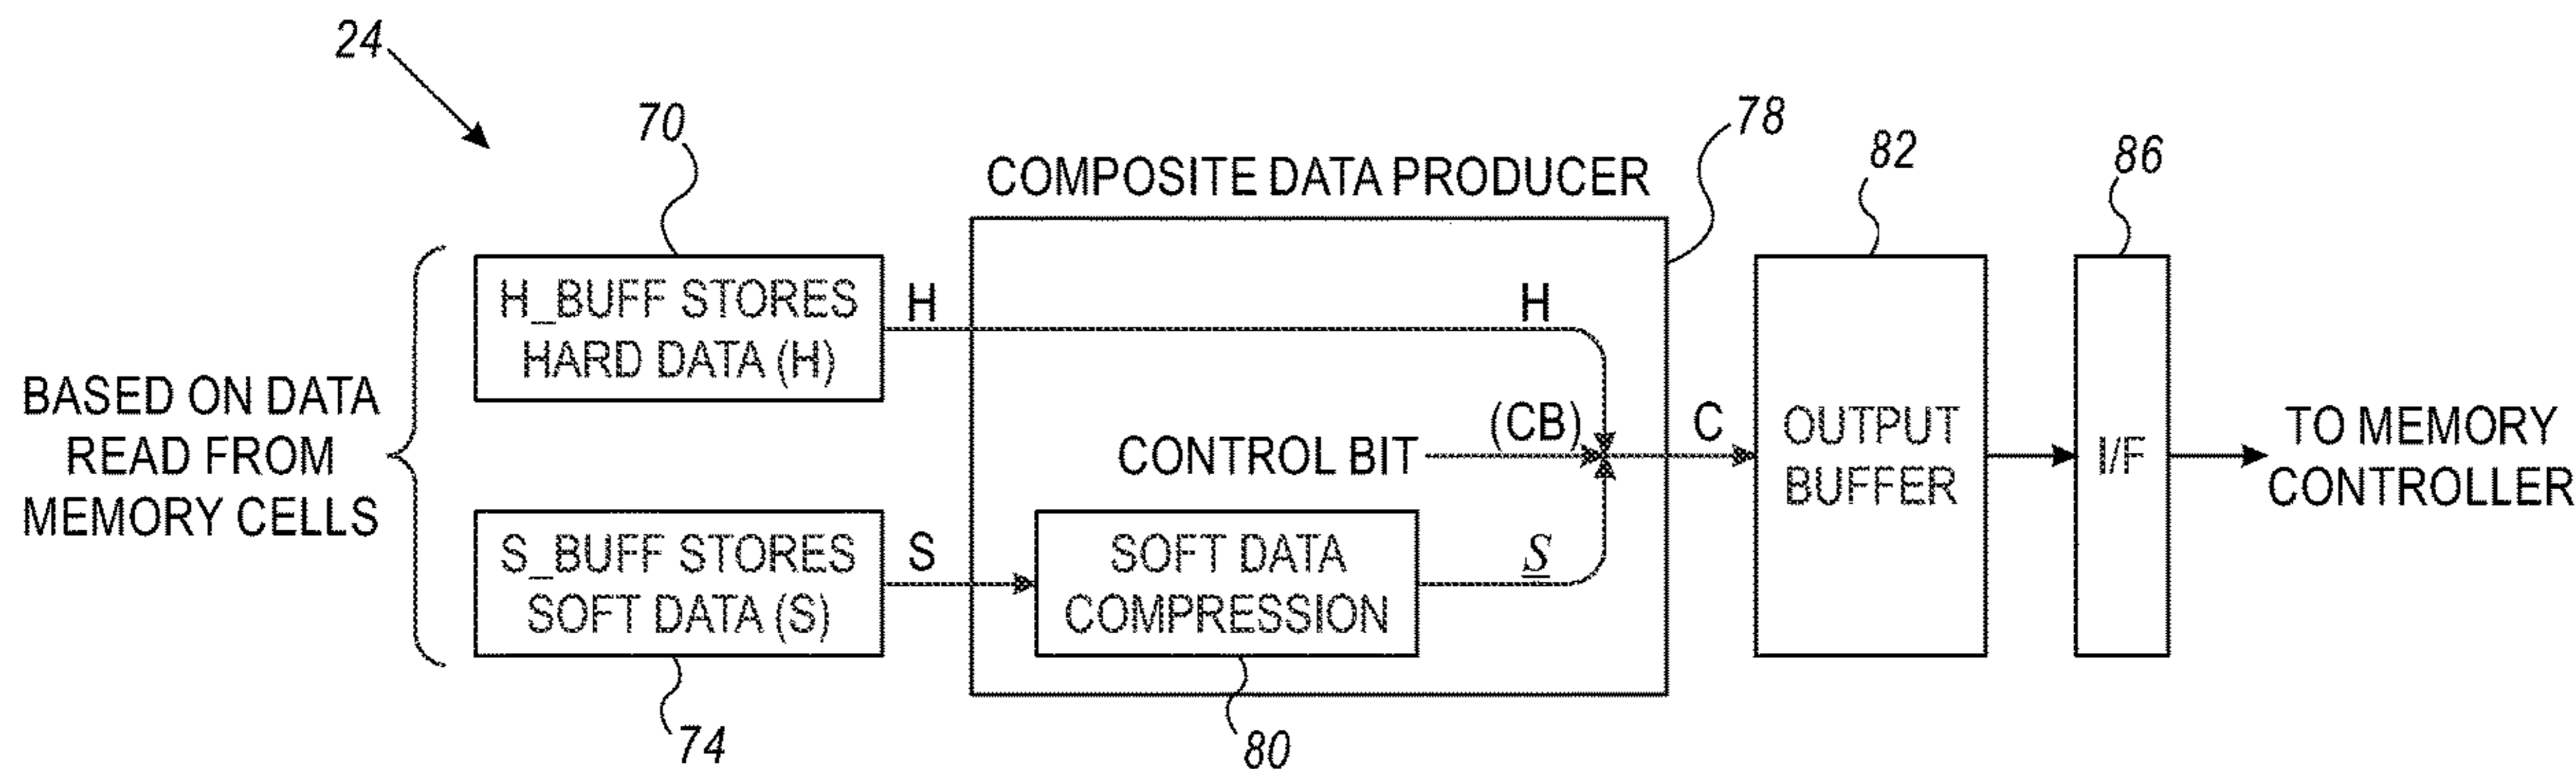 24
70
78
82
86
COMPOSITE DATA PRODUCER
H_BUFF STORES
HARD DATA (H)
H
H
BASED ON DATA
READ FROM
MEMORY CELLS
CONTROL BIT
(CB)
C
OUTPUT
BUFFER
I/F
TO MEMORY
CONTROLLER
S_BUFF STORES
SOFT DATA (S)
S
SOFT DATA
COMPRESSION
S
74
80